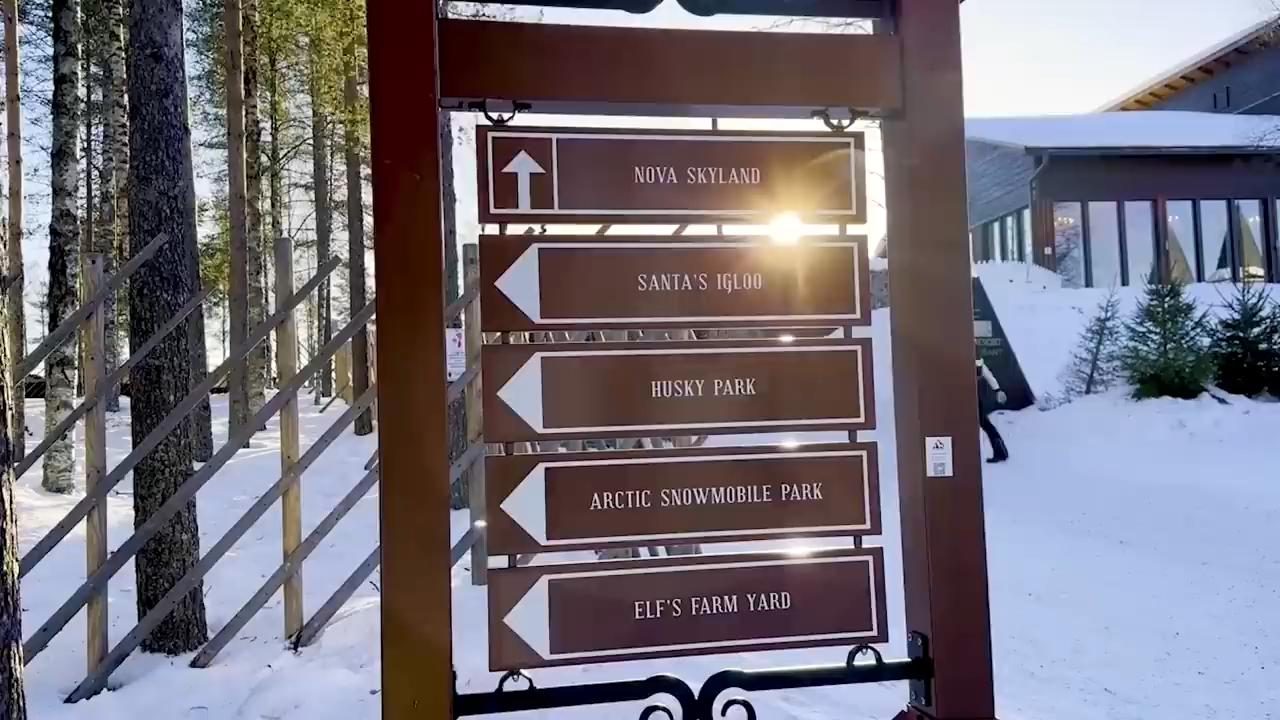 NOVA SKYLAND
SANTA'S IGLOO
HUSKY PARK
ARCTIC SNOWMOBILE PARK
ELF'S FARM YARD